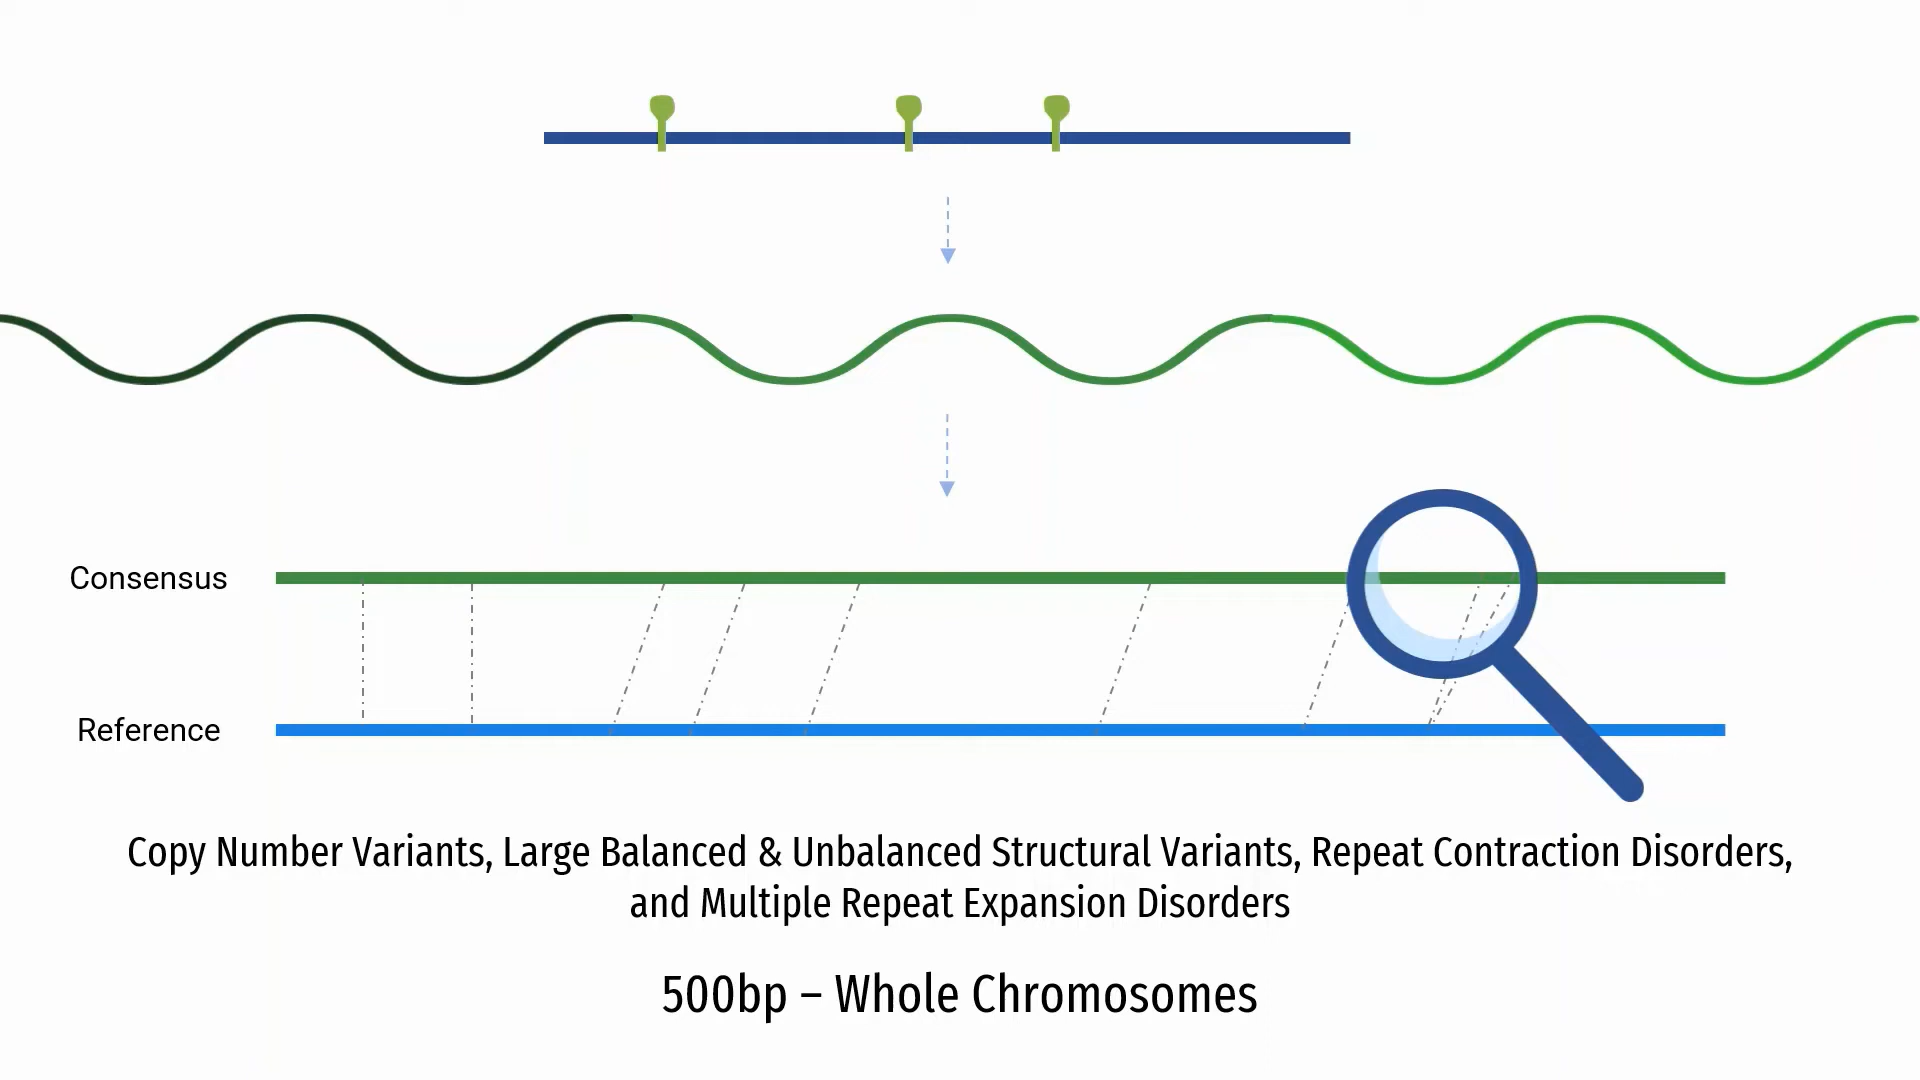 Consensus
Reference
Copy Number Variants, Large Balanced & Unbalanced Structural Variants, Repeat Contraction Disorders,
and Multiple Repeat Expansion Disorders
500bp – Whole Chromosomes